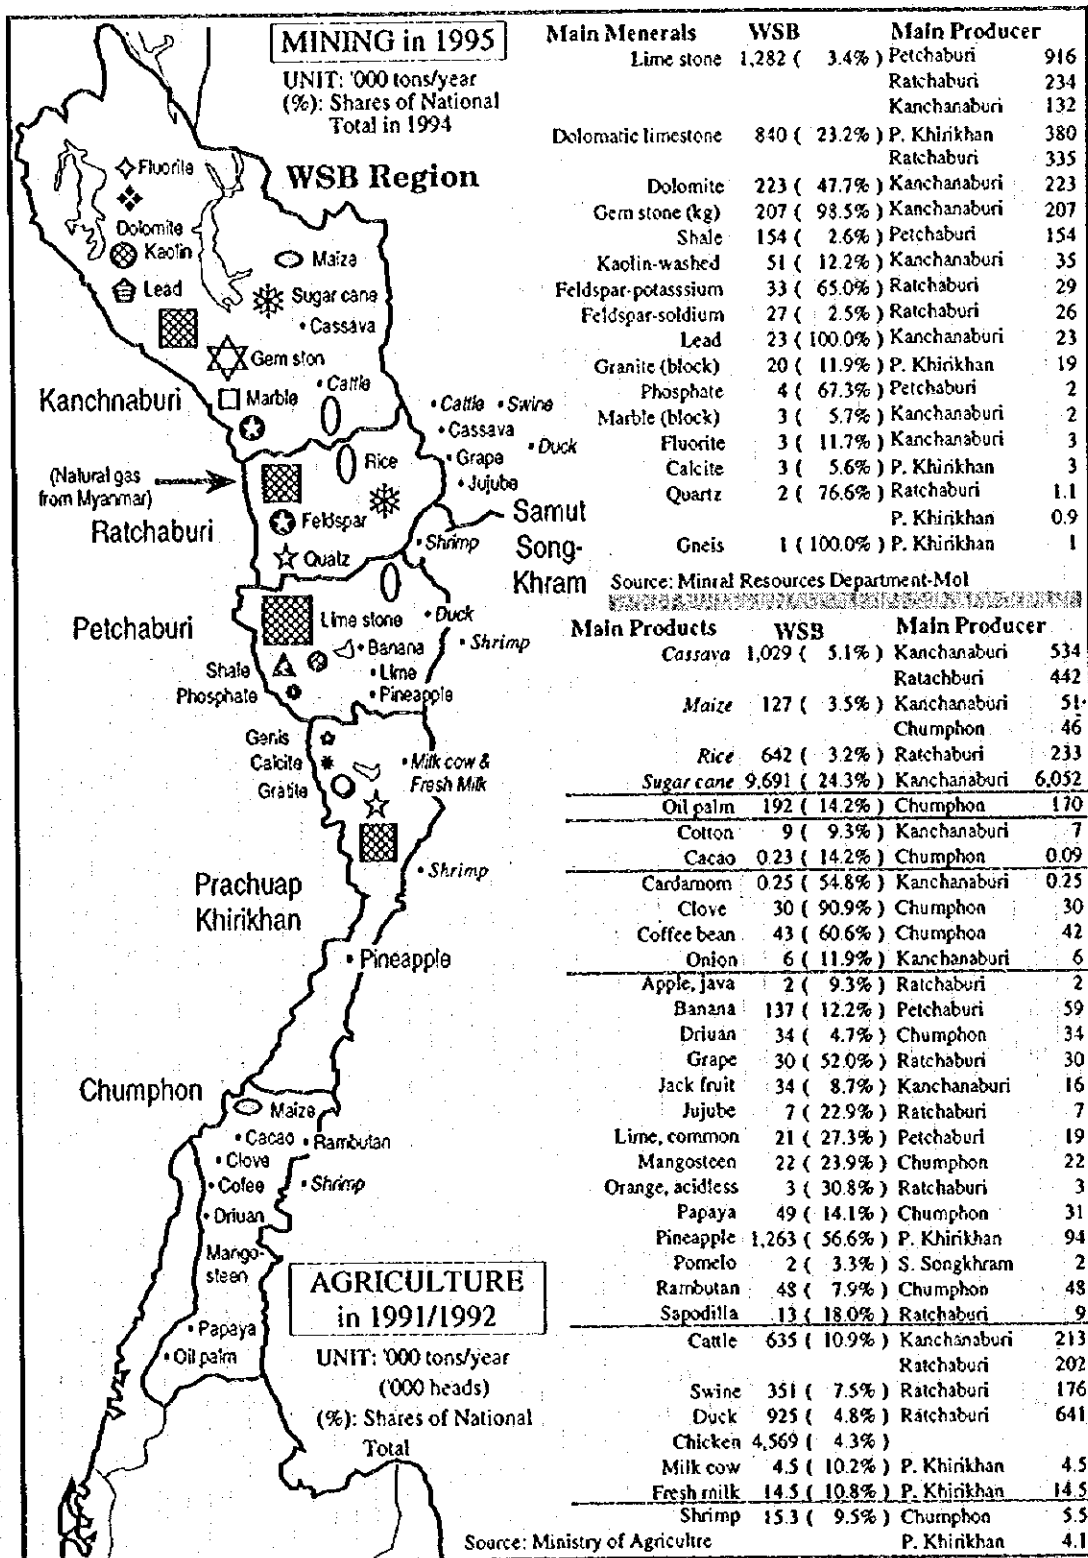 MINING in 1995
UNIT: '000 tons/year
(%): Shares of National
Total in 1994
WSB Region
Fluorite
Dolomite
Kaolin
Lead
Maize
Sugar cane
• Cassava
Gem ston
Marble
• Cattle
Kanchnaburi
• Cattle • Swine
• Cassava
• Duck
• Grape
• Jujube
(Natural gas
from Myanmar)
Rice
Ratchaburi
Feldspar
Quatz
Samut
Song-
Khram
• Shrimp
Petchaburi
Lime stone
• Duck
• Shrimp
• Banana
Shale
• Lime
Phosphate
• Pineapple
Genis
Calcite
Gratite
• Milk cow &
Fresh Milk
• Shrimp
Prachuap
Khirikhan
• Pineapple
Chumphon
Maize
• Cacao • Rambutan
• Clove
• Cofee • Shrimp
• Driuan
Mango-
steen
• Papaya
• Oil palm
AGRICULTURE
in 1991/1992
UNIT: '000 tons/year
('000 heads)
(%): Shares of National
Total
Main Menerals WSB Main Producer
Lime stone 1,282 ( 3.4% ) Petchaburi 916
Ratchaburi 234
Kanchanaburi 132
Dolomatic limestone 840 ( 23.2% ) P. Khirikhan 380
Ratchaburi 335
Dolomite 223 ( 47.7% ) Kanchanaburi 223
Gem stone (kg) 207 ( 98.5% ) Kanchanaburi 207
Shale 154 ( 2.6% ) Petchaburi 154
Kaolin-washed 51 ( 12.2% ) Kanchanaburi 35
Feldspar-potasssium 33 ( 65.0% ) Ratchaburi 29
Feldspar-soldium 27 ( 2.5% ) Ratchaburi 26
Lead 23 ( 100.0% ) Kanchanaburi 23
Granite (block) 20 ( 11.9% ) P. Khirikhan 19
Phosphate 4 ( 67.3% ) Petchaburi 2
Marble (block) 3 ( 5.7% ) Kanchanaburi 2
Fluorite 3 ( 11.7% ) Kanchanaburi 3
Calcite 3 ( 5.6% ) P. Khirikhan 3
Quartz 2 ( 76.6% ) Ratchaburi 1.1
P. Khirikhan 0.9
Gneis 1 ( 100.0% ) P. Khirikhan 1
Source: Minral Resources Department-MoI
Main Products WSB Main Producer
Cassava 1,029 ( 5.1% ) Kanchanaburi 534
Ratachburi 442
Maize 127 ( 3.5% ) Kanchanaburi 51
Chumphon 46
Rice 642 ( 3.2% ) Ratchaburi 233
Sugar cane 9,691 ( 24.3% ) Kanchanaburi 6,052
Oil palm 192 ( 14.2% ) Chumphon 170
Cotton 9 ( 9.3% ) Kanchanaburi 7
Cacao 0.23 ( 14.2% ) Chumphon 0.09
Cardamom 0.25 ( 54.8% ) Kanchanaburi 0.25
Clove 30 ( 90.9% ) Chumphon 30
Coffee bean 43 ( 60.6% ) Chumphon 42
Onion 6 ( 11.9% ) Kanchanaburi 6
Apple, java 2 ( 9.3% ) Ratchaburi 2
Banana 137 ( 12.2% ) Petchaburi 59
Driuan 34 ( 4.7% ) Chumphon 34
Grape 30 ( 52.0% ) Ratchaburi 30
Jack fruit 34 ( 8.7% ) Kanchanaburi 16
Jujube 7 ( 22.9% ) Ratchaburi 7
Lime, common 21 ( 27.3% ) Petchaburi 19
Mangosteen 22 ( 23.9% ) Chumphon 22
Orange, acidless 3 ( 30.8% ) Ratchaburi 3
Papaya 49 ( 14.1% ) Chumphon 31
Pineapple 1,263 ( 56.6% ) P. Khirikhan 94
Pomelo 2 ( 3.3% ) S. Songkhram 2
Rambutan 48 ( 7.9% ) Chumphon 48
Sapodilla 13 ( 18.0% ) Ratchaburi 9
Cattle 635 ( 10.9% ) Kanchanaburi 213
Ratchaburi 202
Swine 351 ( 7.5% ) Ratchaburi 176
Duck 925 ( 4.8% ) Ratchaburi 641
Chicken 4,569 ( 4.3% )
Milk cow 4.5 ( 10.2% ) P. Khirikhan 4.5
Fresh milk 14.5 ( 10.8% ) P. Khirikhan 14.5
Shrimp 15.3 ( 9.5% ) Chumphon 5.5
Source: Ministry of Agricultre P. Khirikhan 4.1